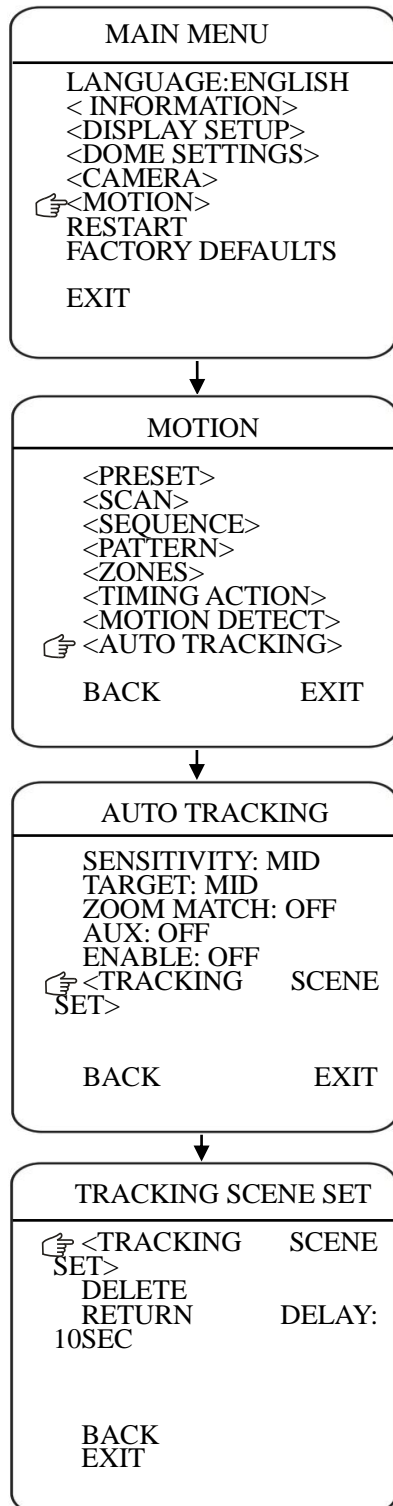 MAIN MENU
LANGUAGE:ENGLISH
< INFORMATION>
<DISPLAY SETUP>
<DOME SETTINGS>
<CAMERA>
<MOTION>
RESTART
FACTORY DEFAULTS
EXIT
MOTION
<PRESET>
<SCAN>
<SEQUENCE>
<PATTERN>
<ZONES>
<TIMING ACTION>
<MOTION DETECT>
<AUTO TRACKING>
BACK EXIT
AUTO TRACKING
SENSITIVITY: MID
TARGET: MID
ZOOM MATCH: OFF
AUX: OFF
ENABLE: OFF
<TRACKING SCENE
SET>
BACK EXIT
TRACKING SCENE SET
<TRACKING SCENE
SET>
DELETE
RETURN DELAY:
10SEC
BACK
EXIT